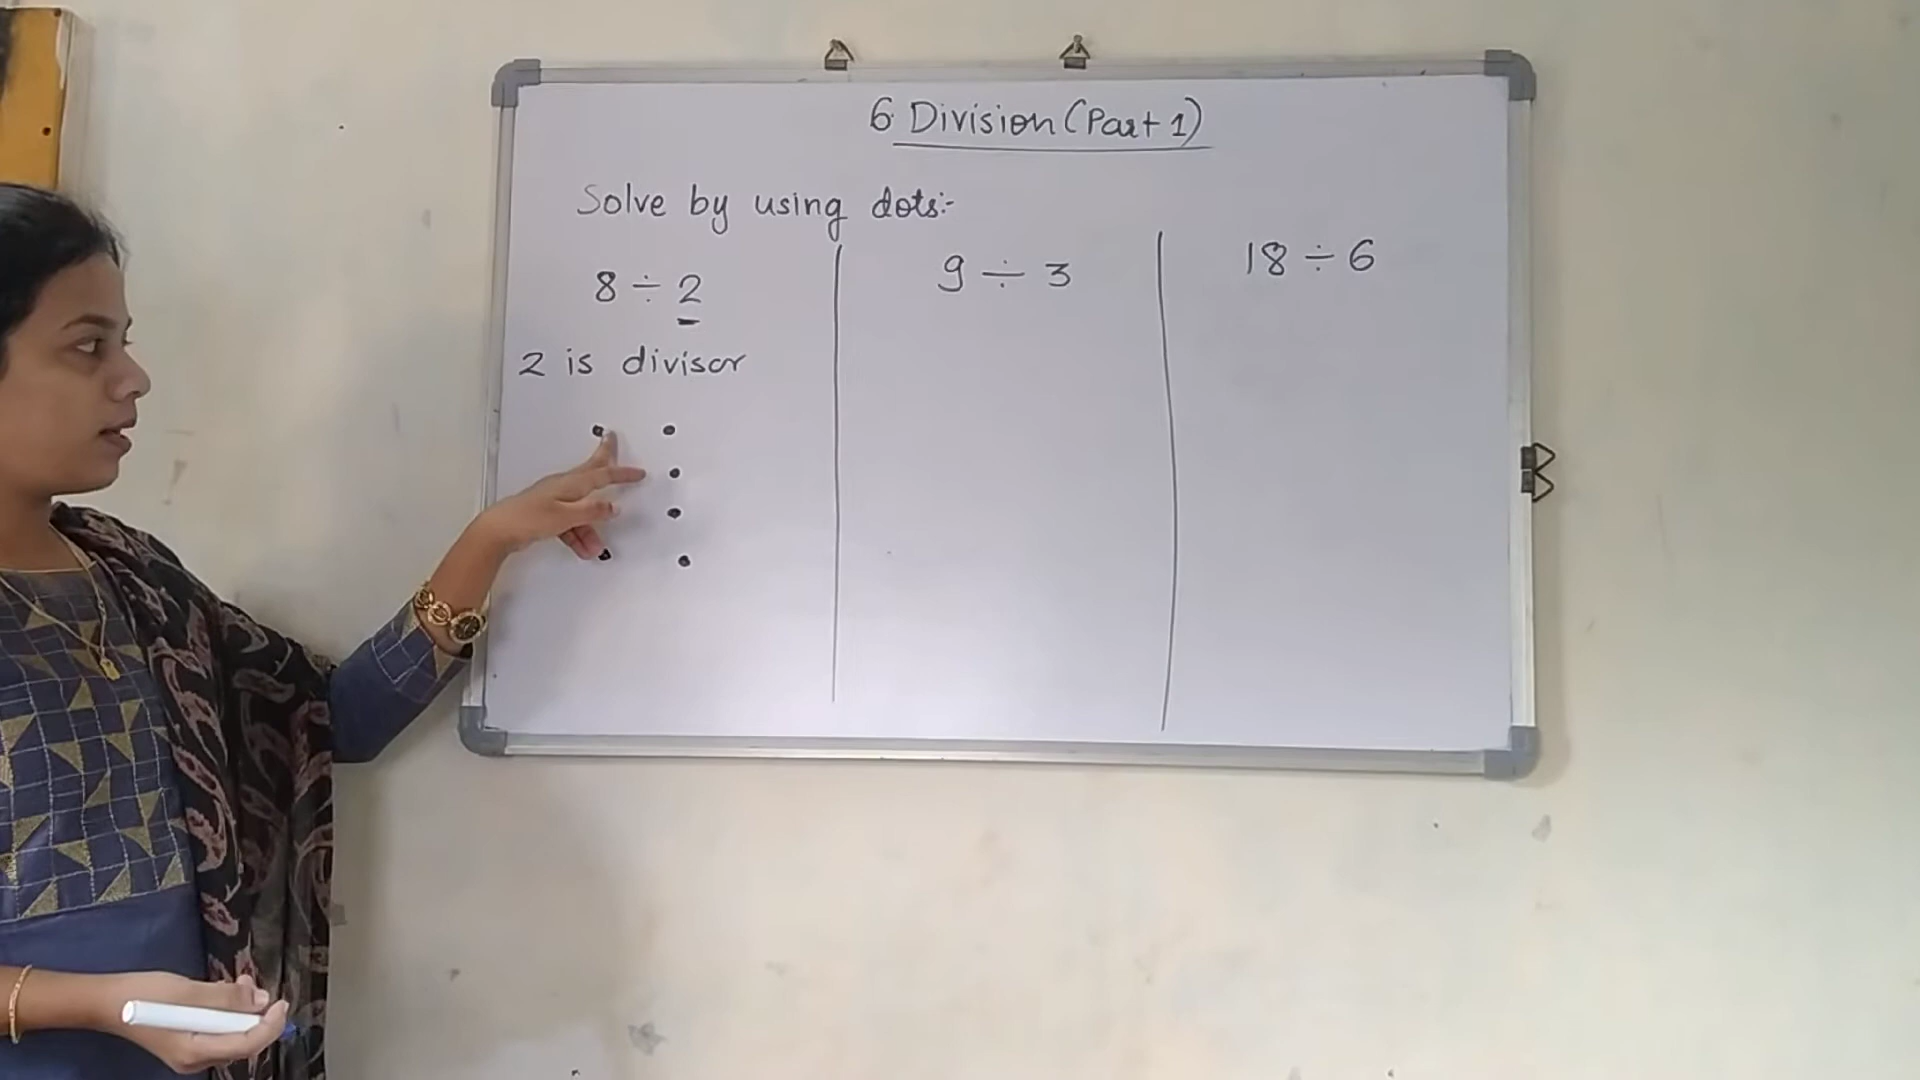 6. Division (Part 1)
Solve by using dots:-
8 ÷ 2
2 is divisor
9 ÷ 3
18 ÷ 6